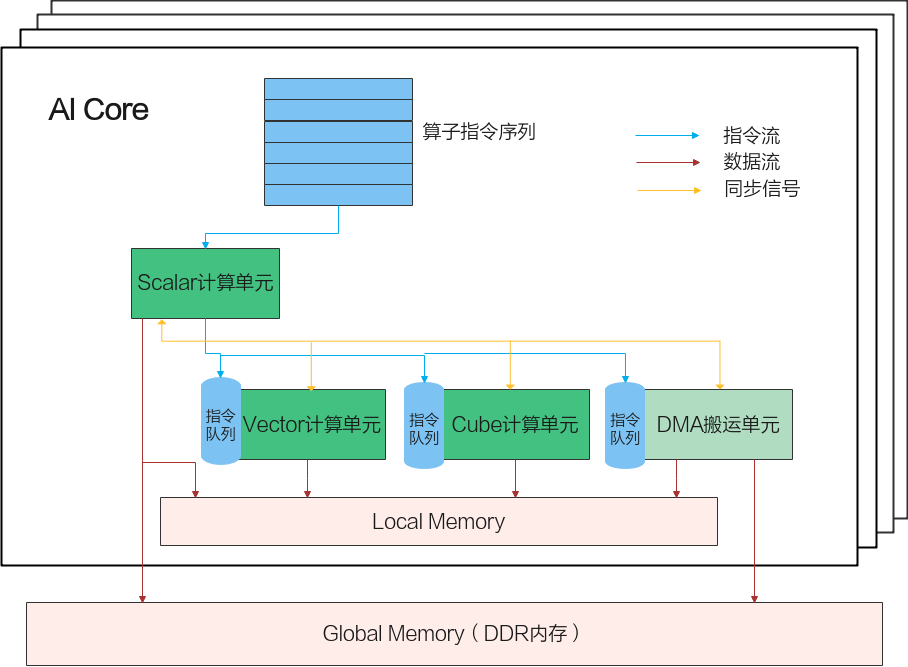 AI Core
算子指令序列
指令流
数据流
同步信号
Scalar计算单元
指令
队列
Vector计算单元
指令
队列
Cube计算单元
指令
队列
DMA搬运单元
Local Memory
Global Memory（DDR内存）